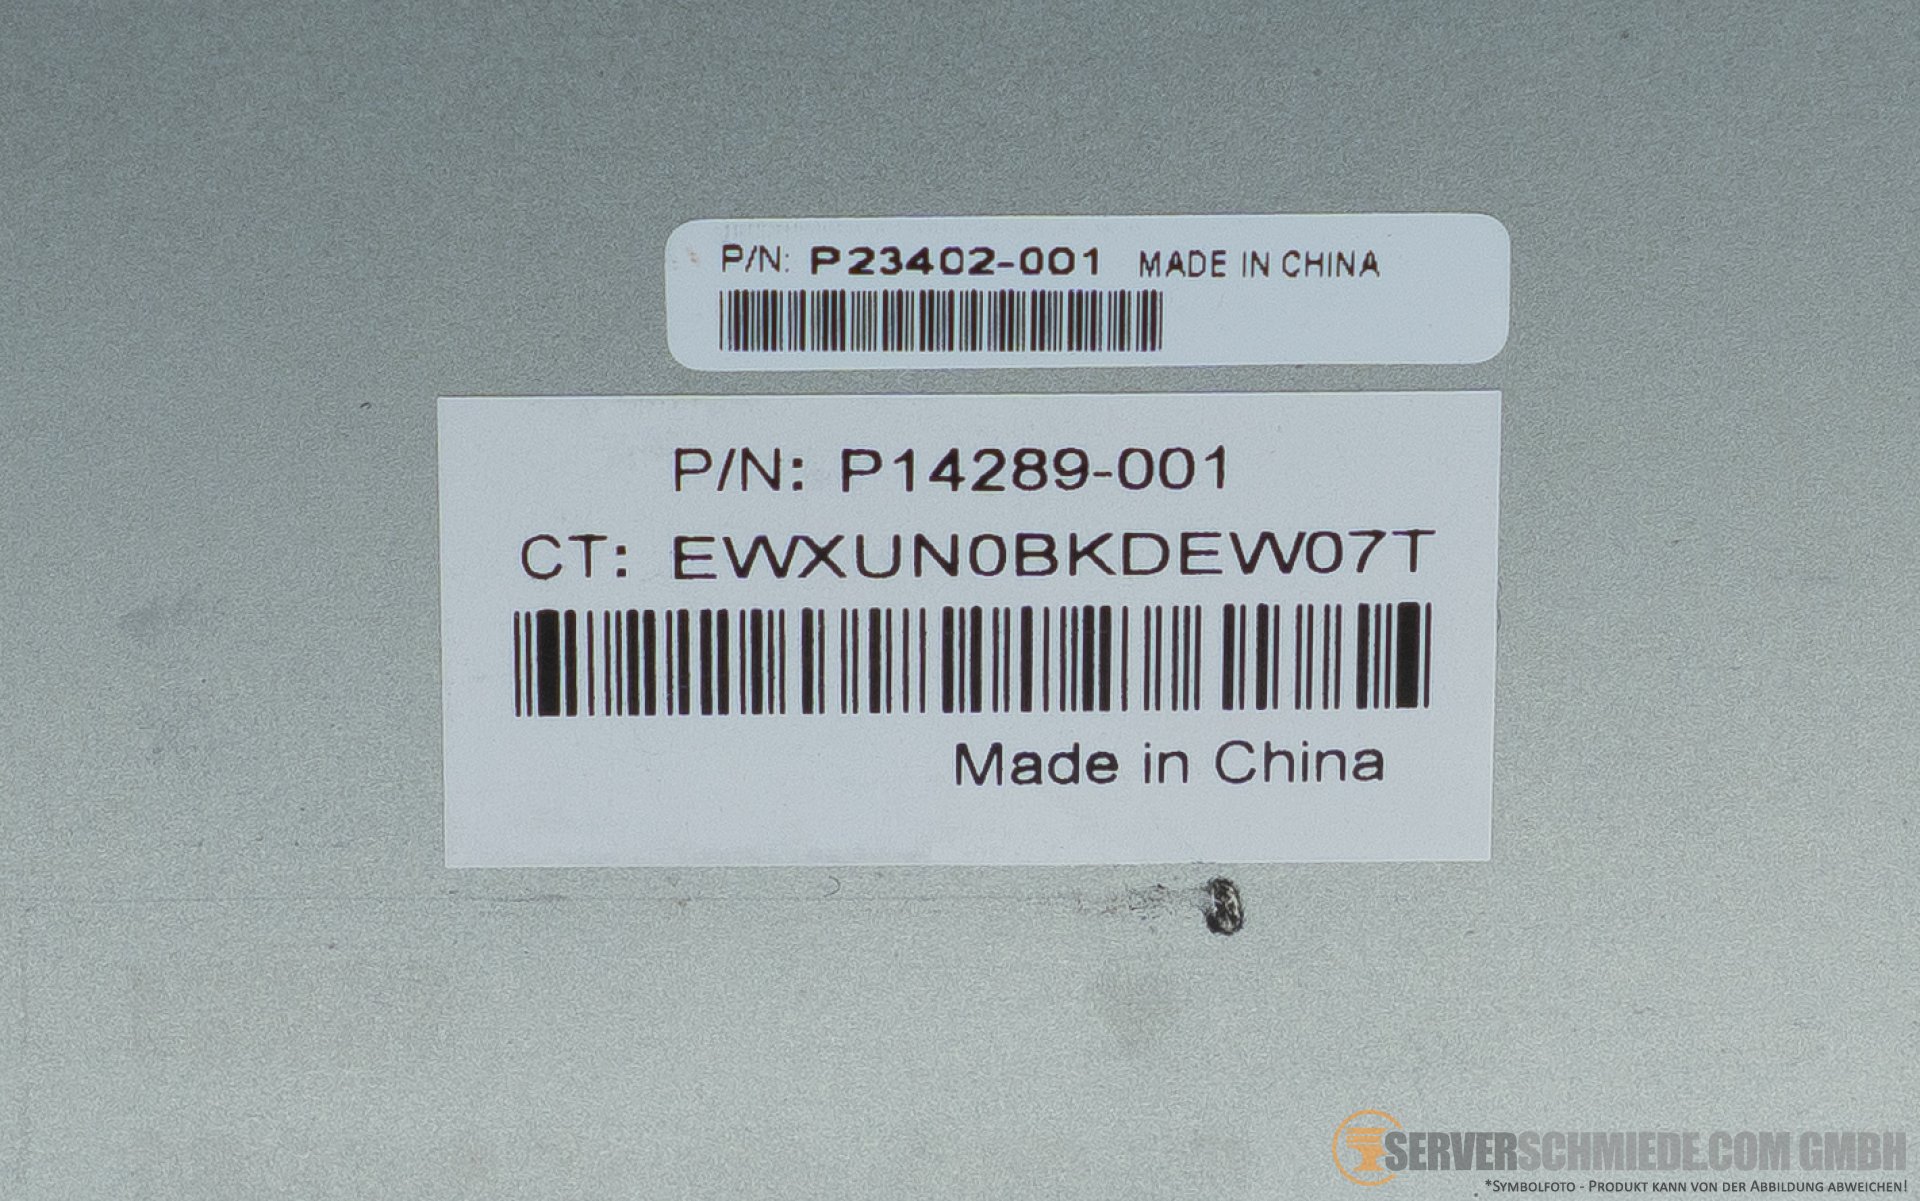 P/N: P23402-001 MADE IN CHINA
P/N: P14289-001
CT: EWXUN0BKDEW07T
Made in China
SERVERSCHMIEDE.COM GMBH
*SYMBOLFOTO - PRODUKT KANN VON DER ABBILDUNG ABWEICHEN!